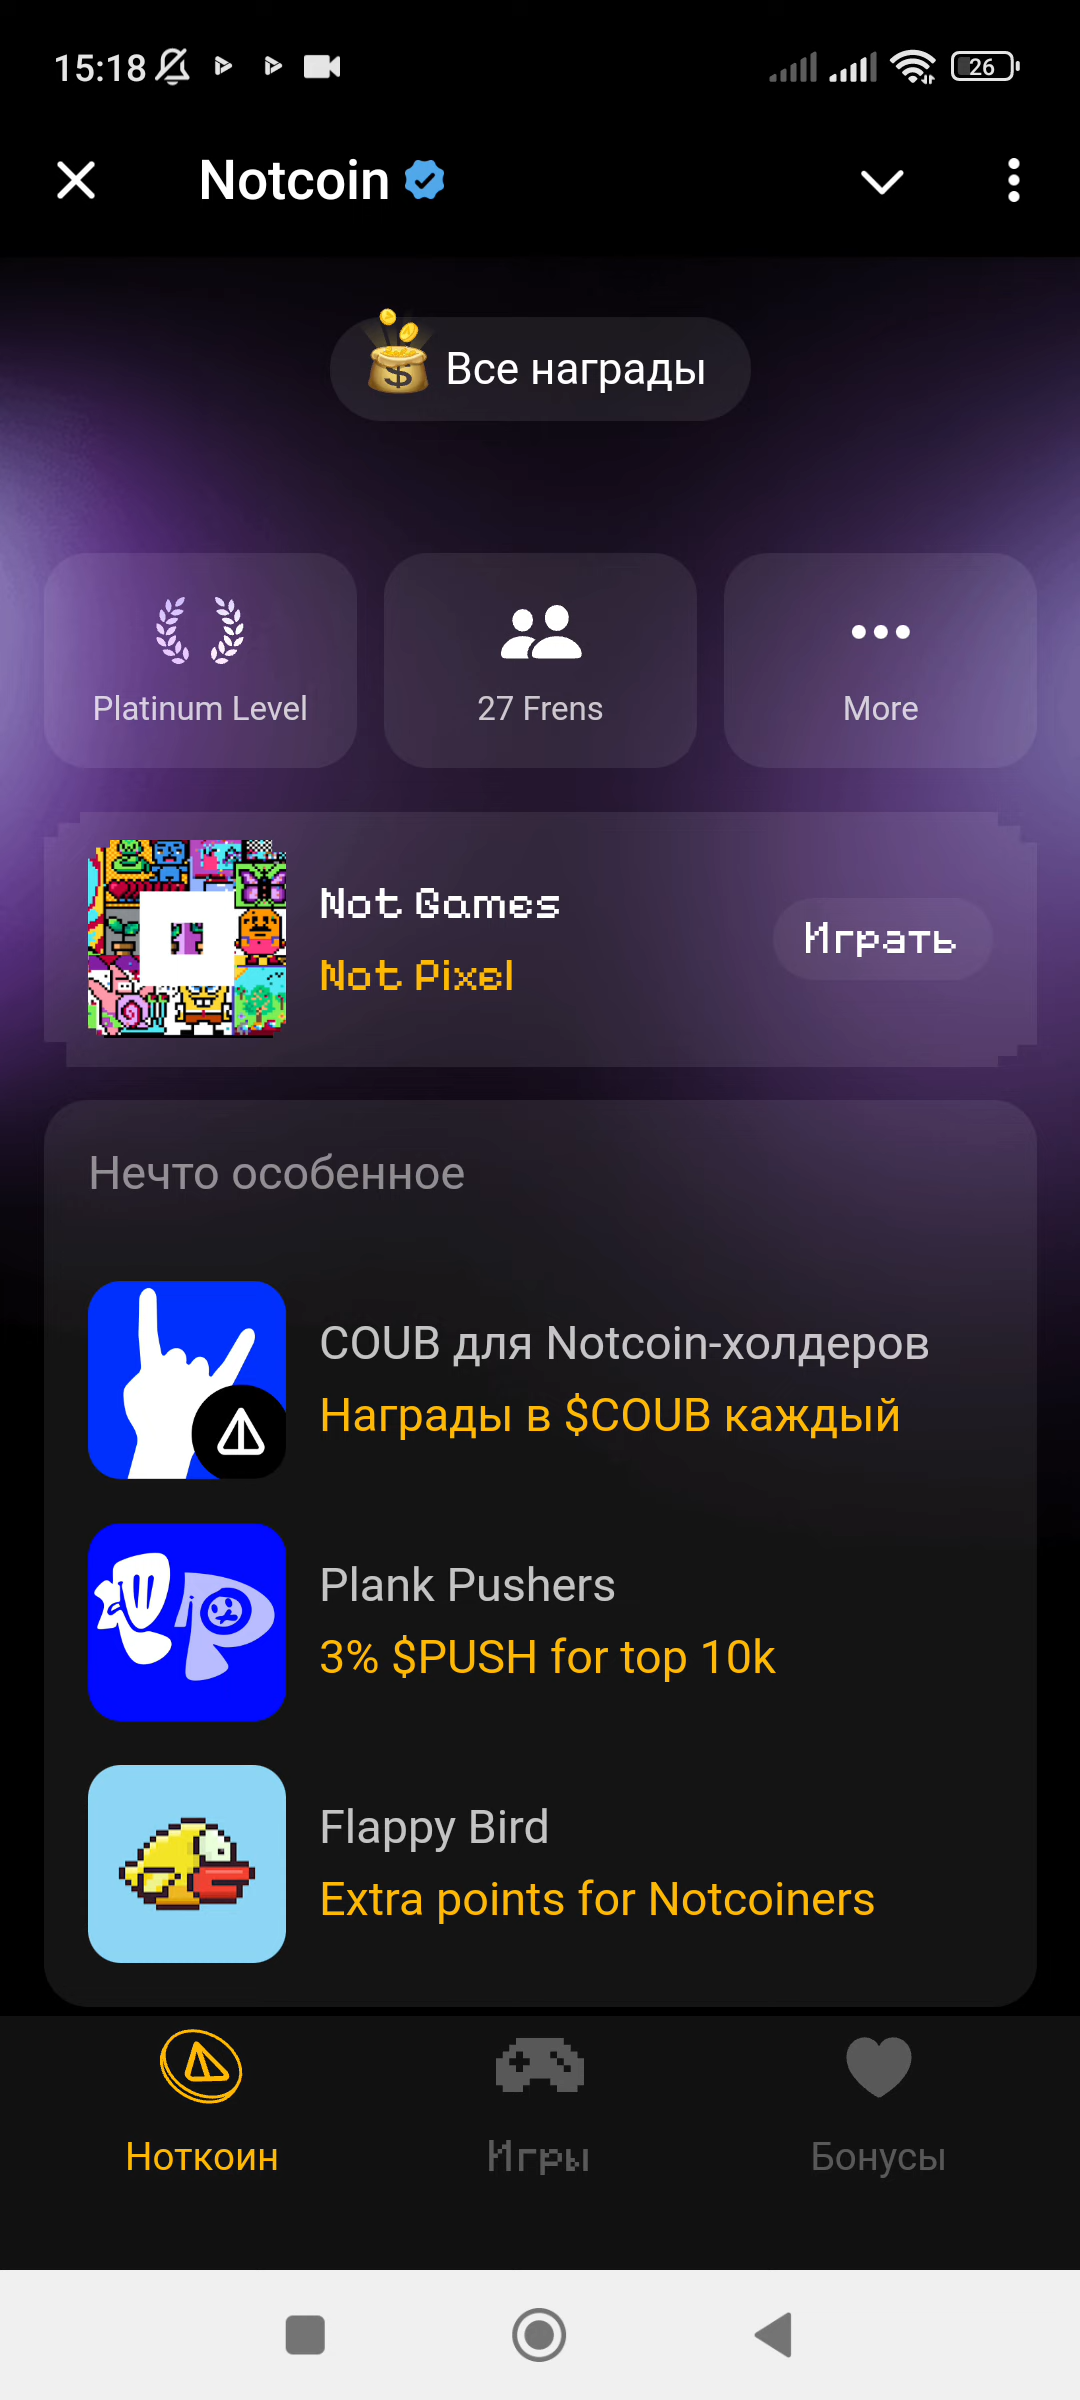 15:18
26
Notcoin
Все награды
Platinum Level
27 Frens
More
Not Games
Not Pixel
Играть
Нечто особенное
COUB для Notcoin-холдеров
Награды в $COUB каждый
Plank Pushers
3% $PUSH for top 10k
Flappy Bird
Extra points for Notcoiners
Ноткоин
Игры
Бонусы